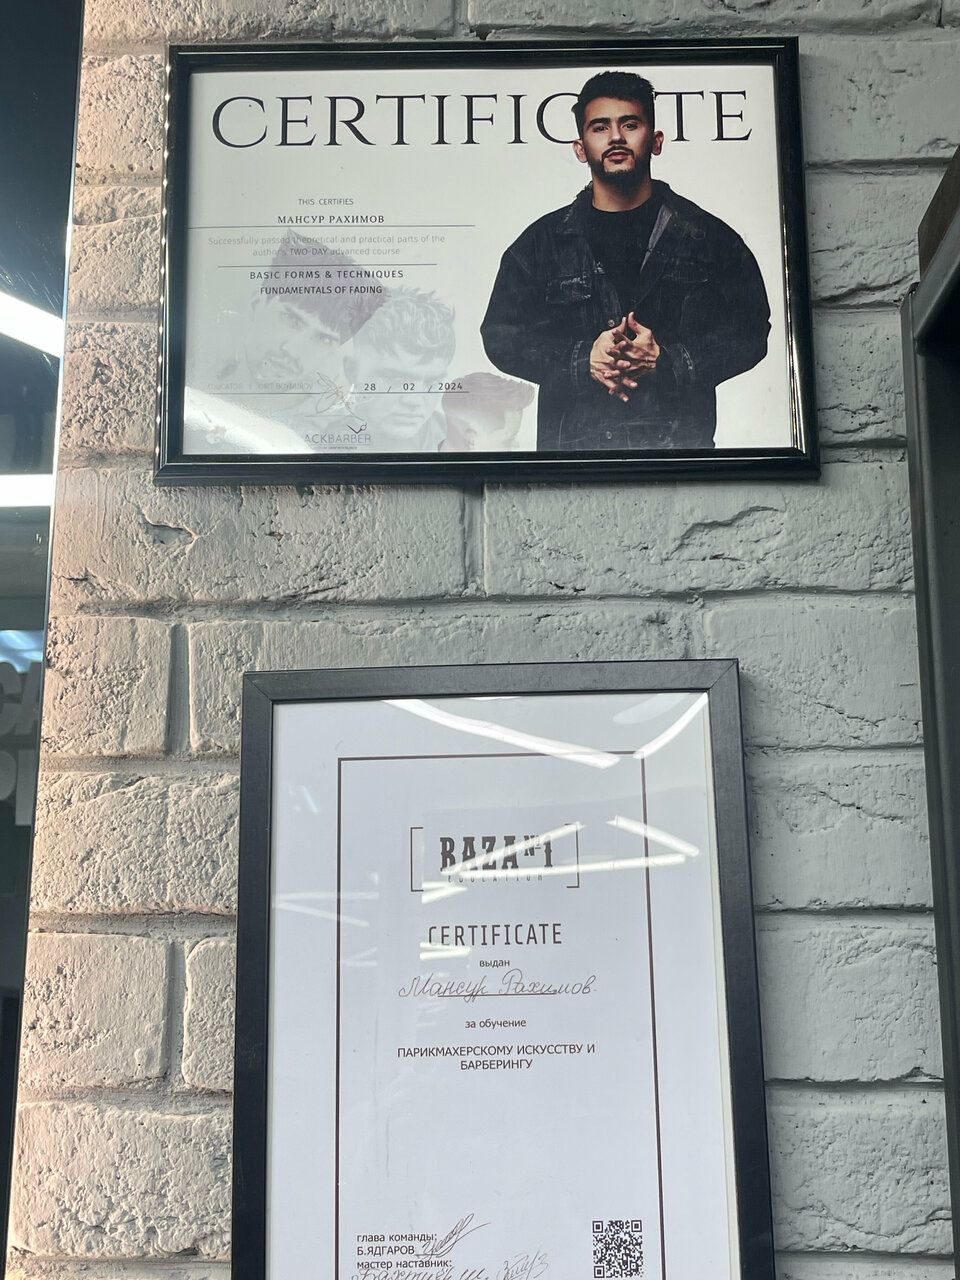 CERTIFICATE
THIS CERTIFIES
МАНСУР РАХИМОВ
Successfully passed theoretical and practical parts of the
author's TWO-DAY advanced course
BASIC FORMS & TECHNIQUES
FUNDAMENTALS OF FADING
EDUCATOR
28 / 02 / 2024
ACKBARBER
BAZA №1
EDUCATION
CERTIFICATE
выдан
Мансур Рахимов
за обучение
ПАРИКМАХЕРСКОМУ ИСКУССТВУ И
БАРБЕРИНГУ
глава команды:
Б.ЯДГАРОВ
мастер наставник: